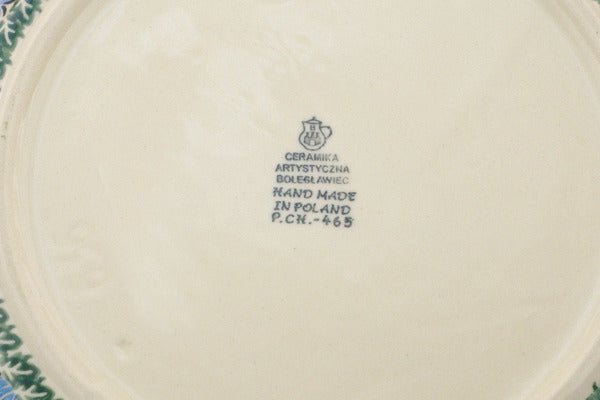 CERAMIKA
ARTYSTYCZNA
BOLESŁAWIEC
HAND MADE
IN POLAND
P.CH.-465